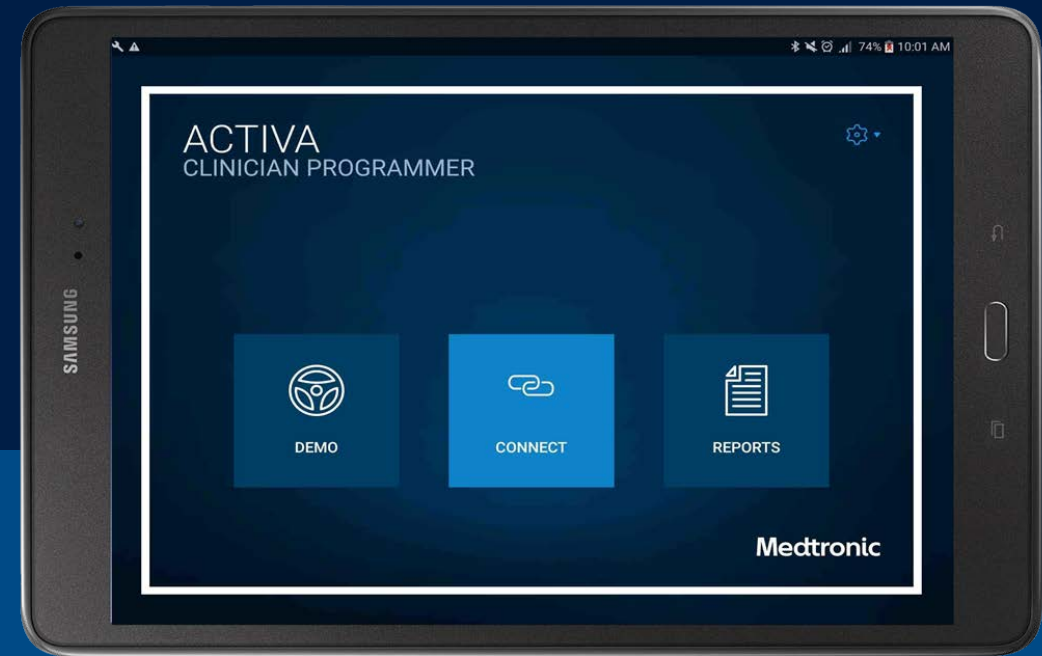 74% 10:01 AM
ACTIVA
CLINICIAN PROGRAMMER
SAMSUNG
DEMO
CONNECT
REPORTS
Medtronic